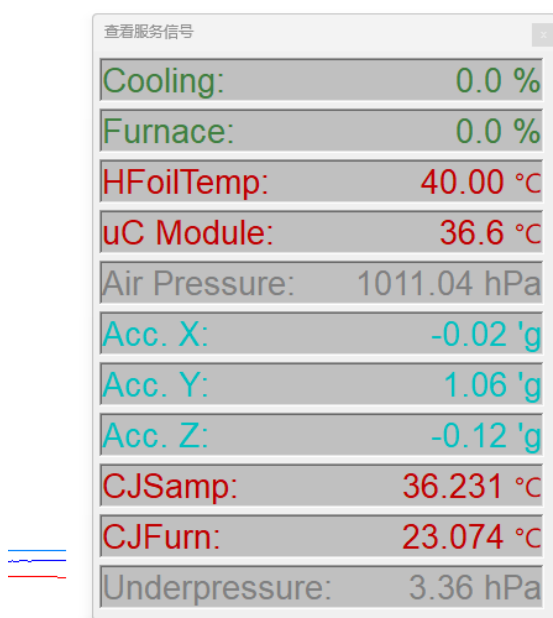 查看服务信号
x
Cooling: 0.0 %
Furnace: 0.0 %
HFoilTemp: 40.00 °C
uC Module: 36.6 °C
Air Pressure: 1011.04 hPa
Acc. X: -0.02 'g
Acc. Y: 1.06 'g
Acc. Z: -0.12 'g
CJSamp: 36.231 °C
CJFurn: 23.074 °C
Underpressure: 3.36 hPa